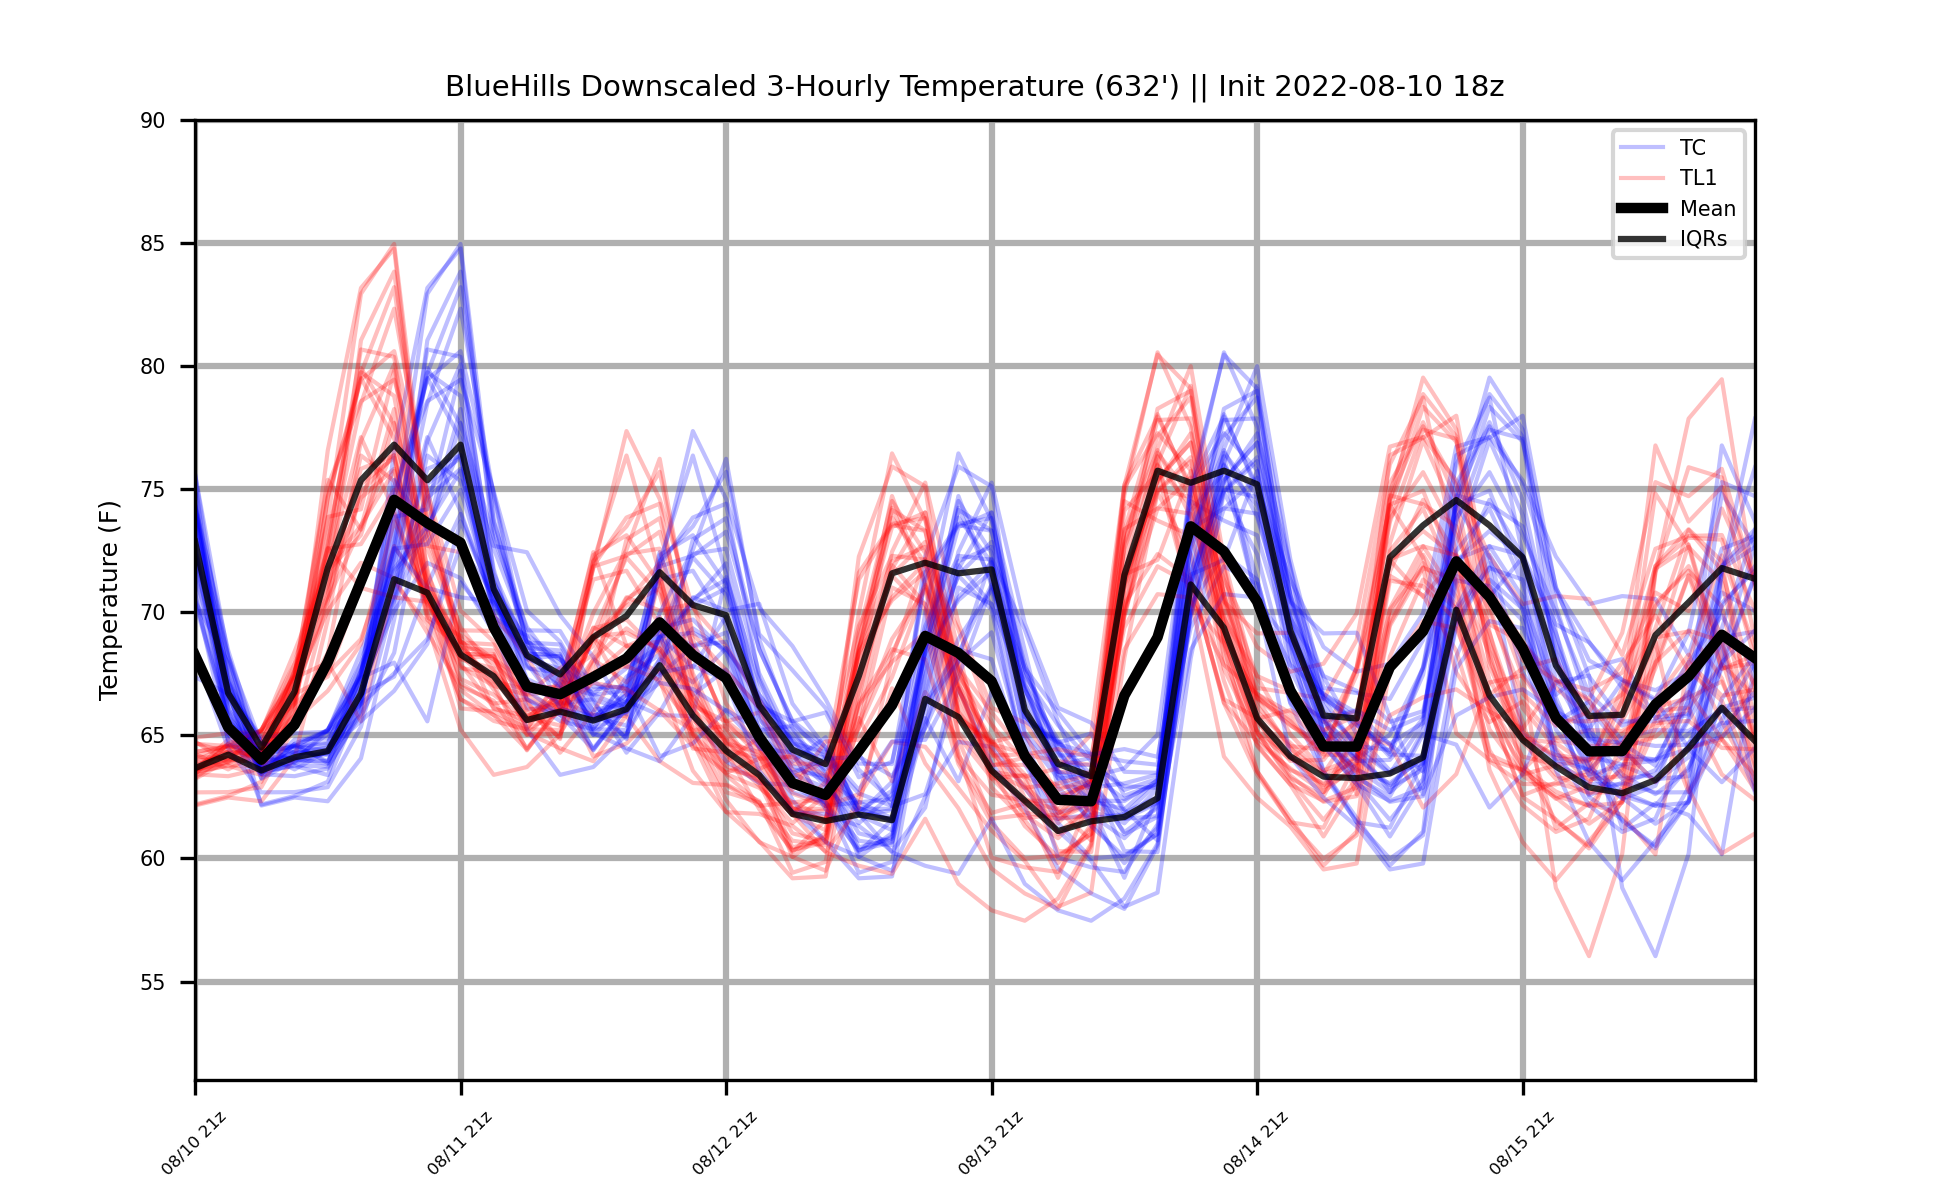 BlueHills Downscaled 3-Hourly Temperature (632') || Init 2022-08-10 18z
90
85
80
75
70
65
60
55
Temperature (F)
TC
TL1
Mean
IQRs
08/10 21z
08/11 21z
08/12 21z
08/13 21z
08/14 21z
08/15 21z